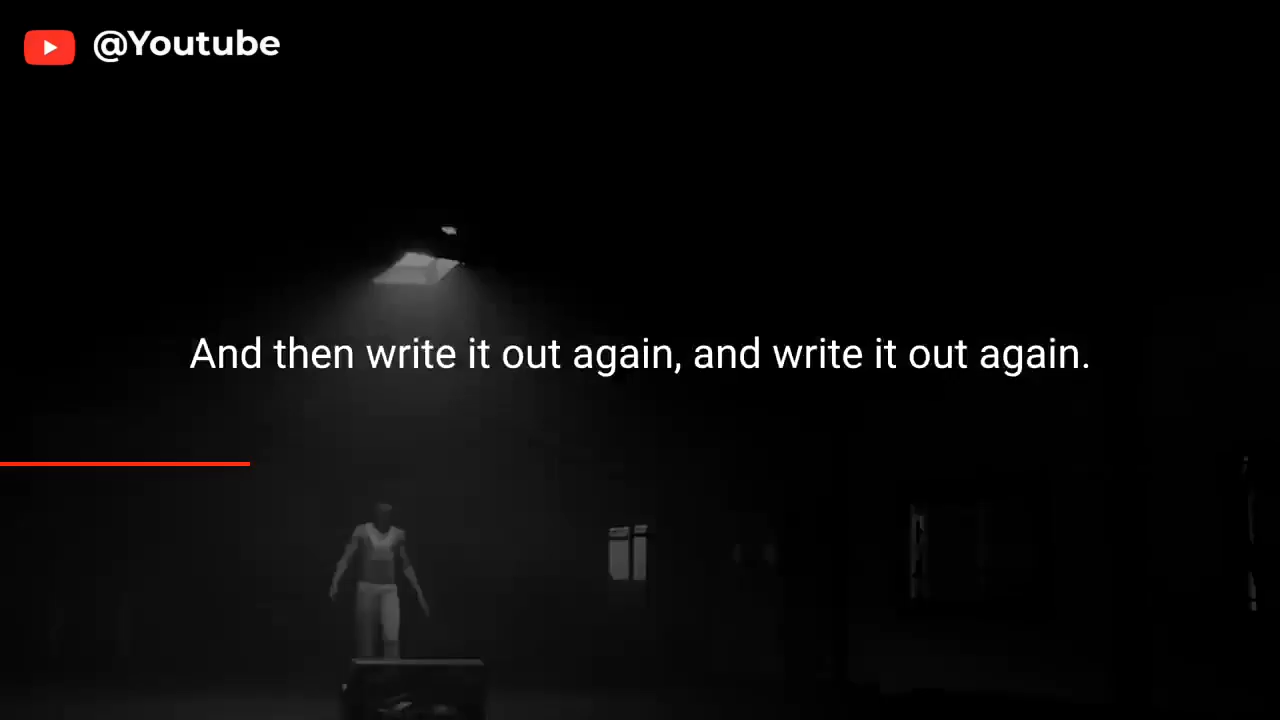 @Youtube
And then write it out again, and write it out again.